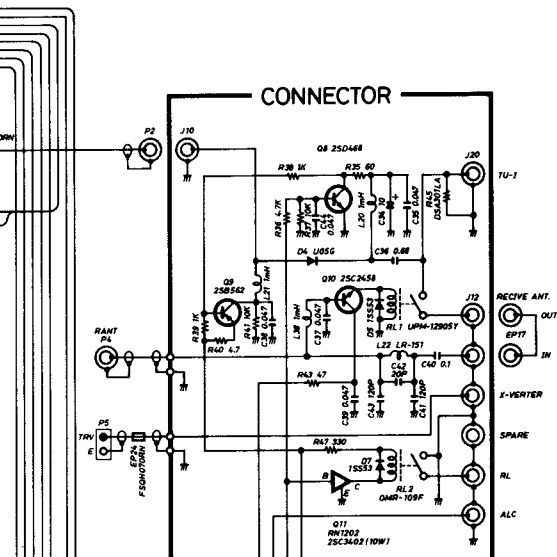 CONNECTOR
P2
J10
Q8 2SD468
R38 1K
R35 60
J20
TU-I
R36 4.7K
R37 10K
C44 0.047
L20 1mH
C34 10
+
C35 0.047
R45
DSA301LA
D4 U05G
C36 0.68
Q9
2SB562
L21 1mH
Q10 2SC2458
J12
RECIVE ANT.
OUT
EP17
IN
R39 1K
R41 10K
C38 0.047
L38 1mH
C37 0.047
D5 1SS53
RL1 UPM-12905Y
RANT
P4
R40 4.7
L22 LR-151
C42
20P
C40 0.1
R43 47
C39 0.047
C43 120P
C41 120P
X-VERTER
P5
TRV
E
EP24
FSQH070RN
R47 330
SPARE
D7
1SS53
B
C
E
RL2
OMR-109F
RL
ALC
Q11
RN1202
2SC3402 (10W)